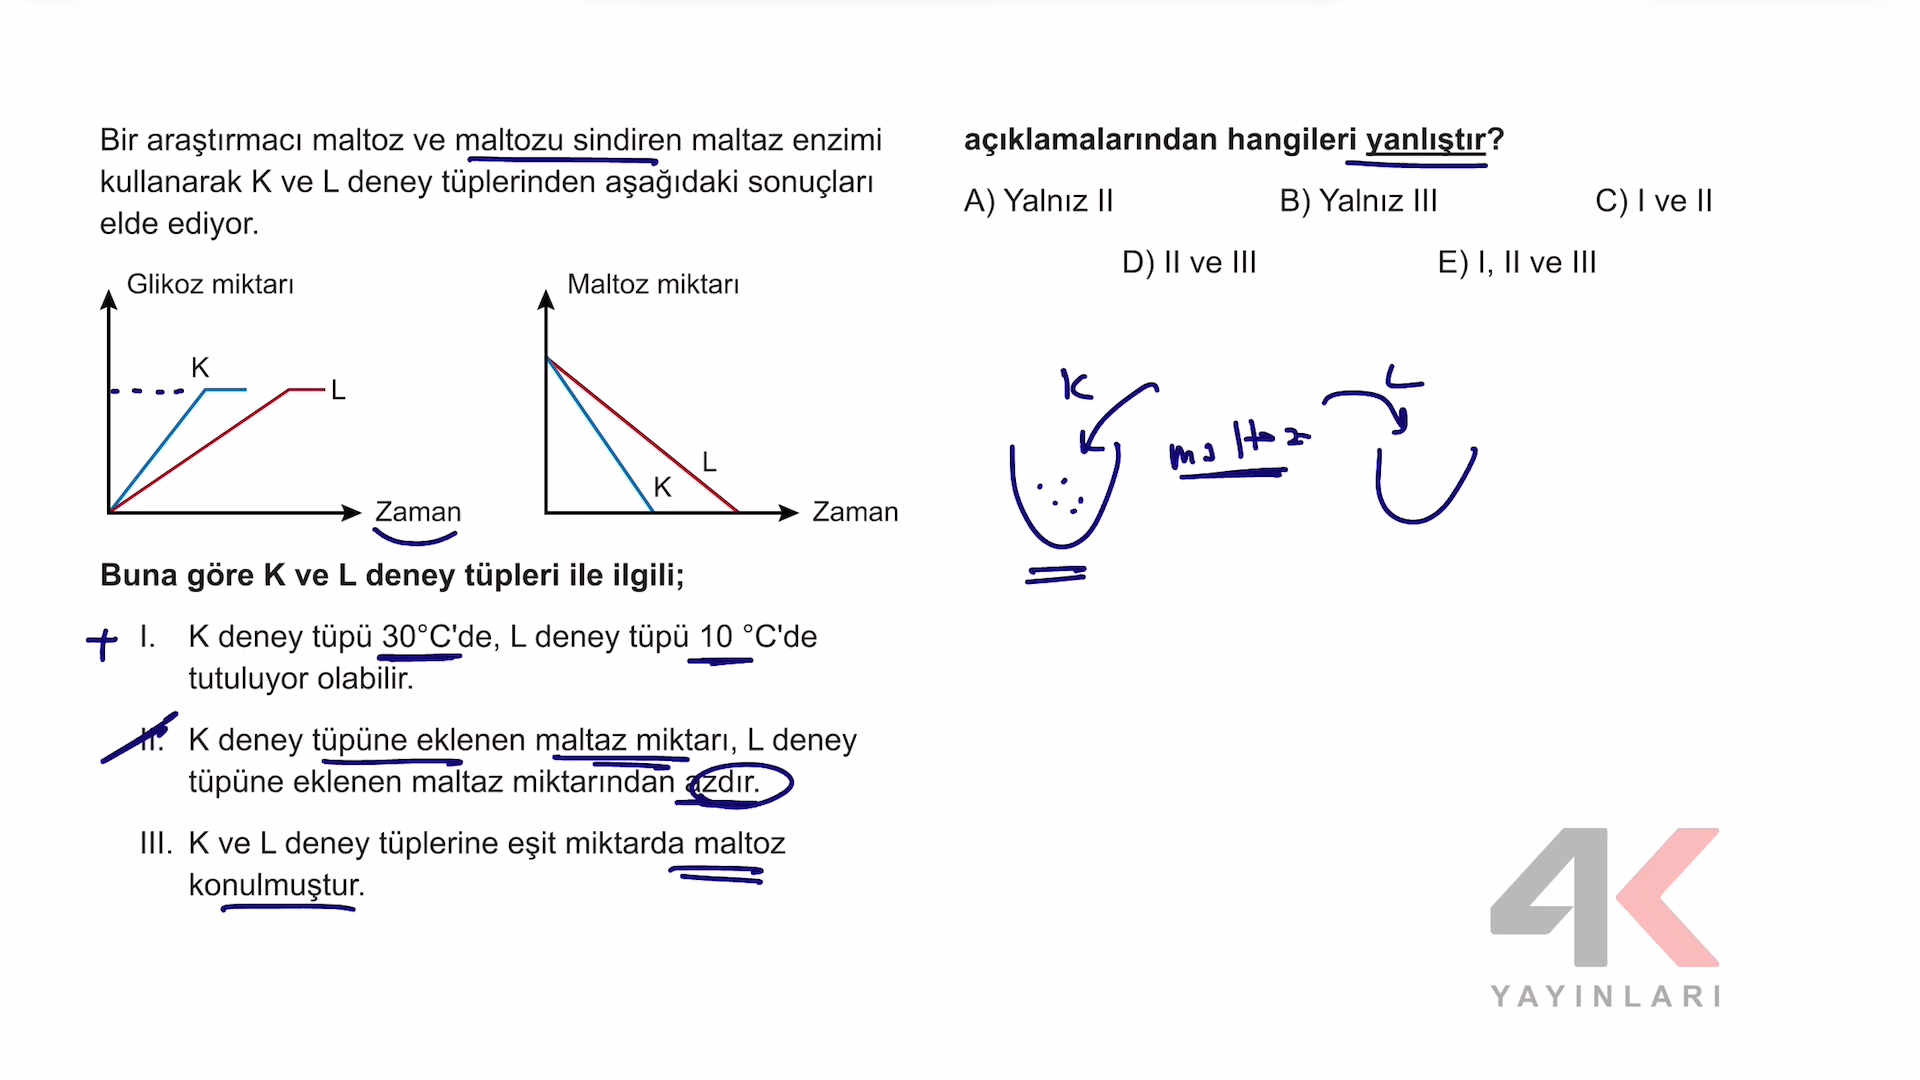 Bir araştırmacı maltoz ve maltozu sindiren maltaz enzimi
kullanarak K ve L deney tüplerinden aşağıdaki sonuçları
elde ediyor.
Glikoz miktarı
K
L
Zaman
Maltoz miktarı
L
K
Zaman
Buna göre K ve L deney tüpleri ile ilgili;
+ I. K deney tüpü 30°C'de, L deney tüpü 10 °C'de
tutuluyor olabilir.
II. K deney tüpüne eklenen maltaz miktarı, L deney
tüpüne eklenen maltaz miktarından azdır.
III. K ve L deney tüplerine eşit miktarda maltoz
konulmuştur.
açıklamalarından hangileri yanlıştır?
A) Yalnız II B) Yalnız III C) I ve II
D) II ve III E) I, II ve III
K
L
maltoz
4K
YAYINLARI